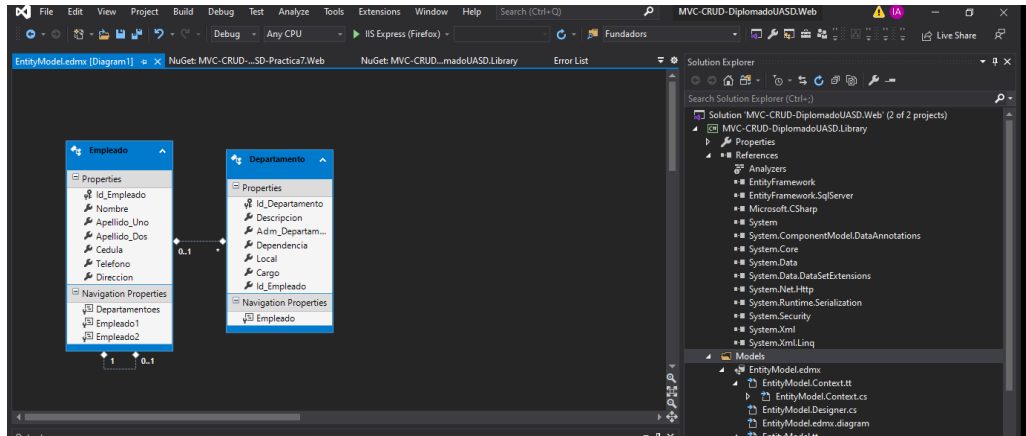 File Edit View Project Build Debug Test Analyze Tools Extensions Window Help Search (Ctrl+Q) MVC-CRUD-DiplomadoUASD.Web IA
Debug Any CPU IIS Express (Firefox) Fundadors Live Share
EntityModel.edmx [Diagram1] NuGet: MVC-CRUD-...SD-Practica7.Web NuGet: MVC-CRUD...madoUASD.Library Error List
Empleado
Properties
Id_Empleado
Nombre
Apellido_Uno
Apellido_Dos
Cedula
Telefono
Direccion
Navigation Properties
Departamentoes
Empleado1
Empleado2
1 0..1
0..1 *
Departamento
Properties
Id_Departamento
Descripcion
Adm_Departam...
Dependencia
Local
Cargo
Id_Empleado
Navigation Properties
Empleado
Solution Explorer
Search Solution Explorer (Ctrl+;)
Solution 'MVC-CRUD-DiplomadoUASD.Web' (2 of 2 projects)
C# MVC-CRUD-DiplomadoUASD.Library
Properties
References
Analyzers
EntityFramework
EntityFramework.SqlServer
Microsoft.CSharp
System
System.ComponentModel.DataAnnotations
System.Core
System.Data
System.Data.DataSetExtensions
System.Net.Http
System.Runtime.Serialization
System.Security
System.Xml
System.Xml.Linq
Models
EntityModel.edmx
EntityModel.Context.tt
EntityModel.Context.cs
EntityModel.Designer.cs
EntityModel.edmx.diagram